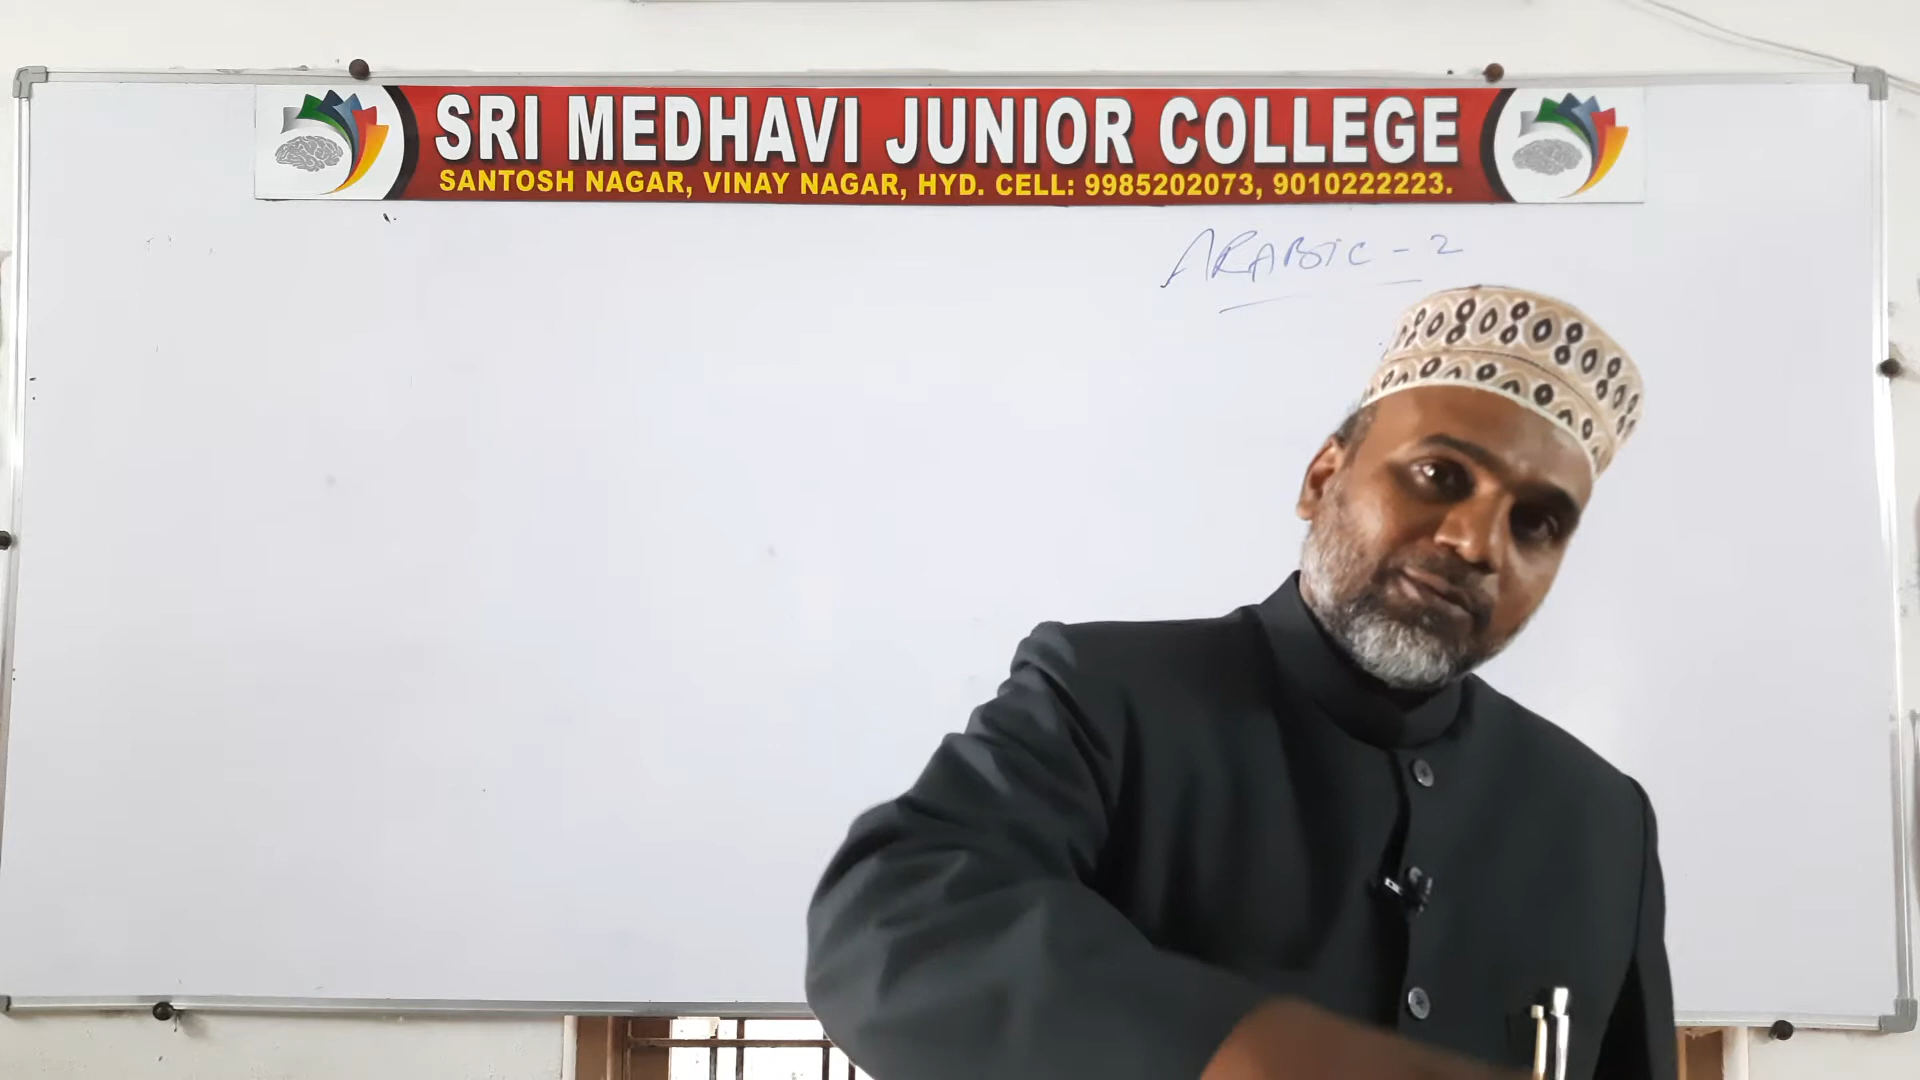 SRI MEDHAVI JUNIOR COLLEGE
SANTOSH NAGAR, VINAY NAGAR, HYD. CELL: 9985202073, 9010222223.
ARABIC - 2